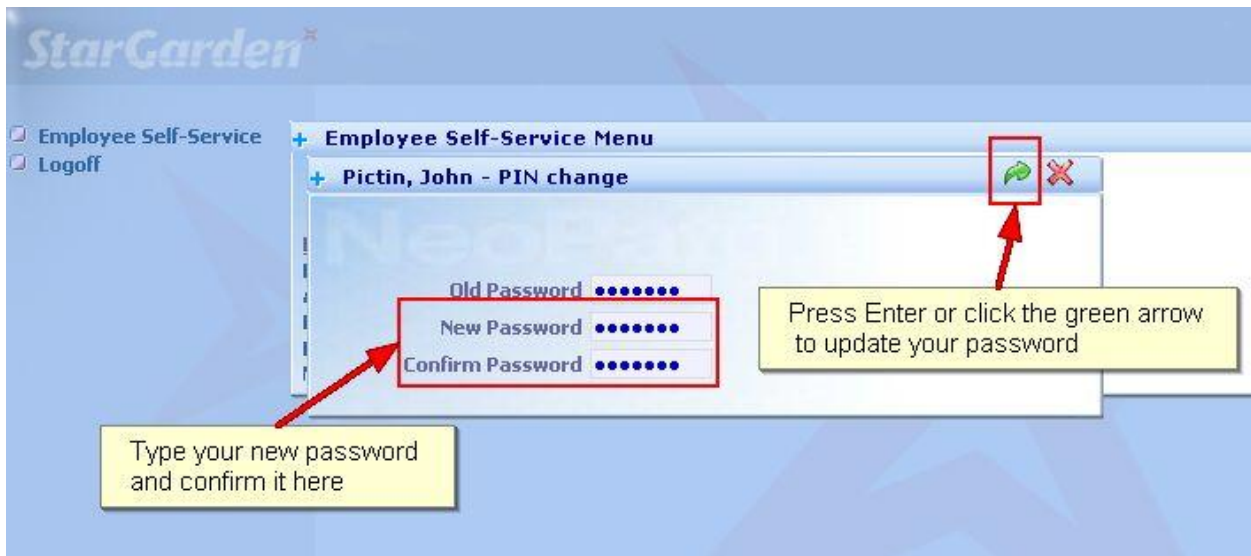 StarGarden
Employee Self-Service
Logoff
Employee Self-Service Menu
Pictin, John - PIN change
Old Password •••••••
New Password •••••••
Confirm Password •••••••
Press Enter or click the green arrow
to update your password
Type your new password
and confirm it here